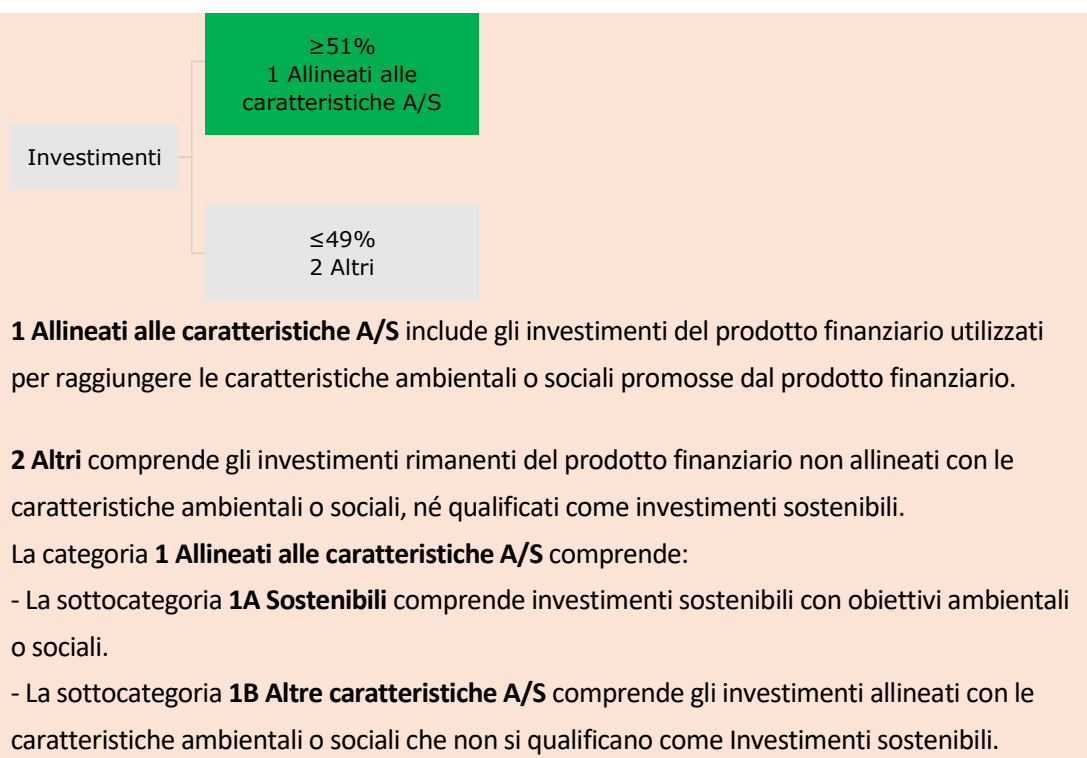 ≥51%
1 Allineati alle
caratteristiche A/S
Investimenti
≤49%
2 Altri
1 Allineati alle caratteristiche A/S include gli investimenti del prodotto finanziario utilizzati
per raggiungere le caratteristiche ambientali o sociali promosse dal prodotto finanziario.
2 Altri comprende gli investimenti rimanenti del prodotto finanziario non allineati con le
caratteristiche ambientali o sociali, né qualificati come investimenti sostenibili.
La categoria 1 Allineati alle caratteristiche A/S comprende:
- La sottocategoria 1A Sostenibili comprende investimenti sostenibili con obiettivi ambientali
o sociali.
- La sottocategoria 1B Altre caratteristiche A/S comprende gli investimenti allineati con le
caratteristiche ambientali o sociali che non si qualificano come Investimenti sostenibili.